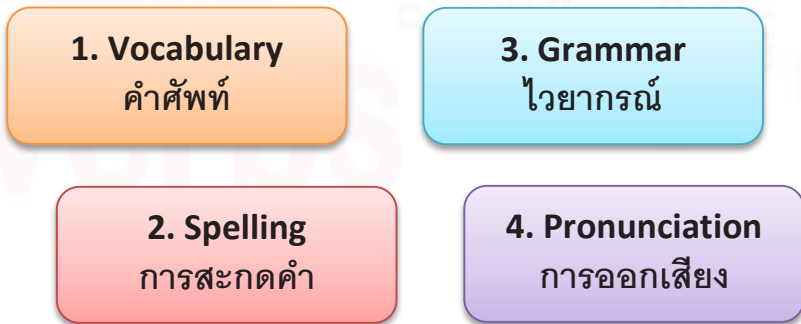 1. Vocabulary
คำศัพท์
2. Spelling
การสะกดคำ
3. Grammar
ไวยากรณ์
4. Pronunciation
การออกเสียง